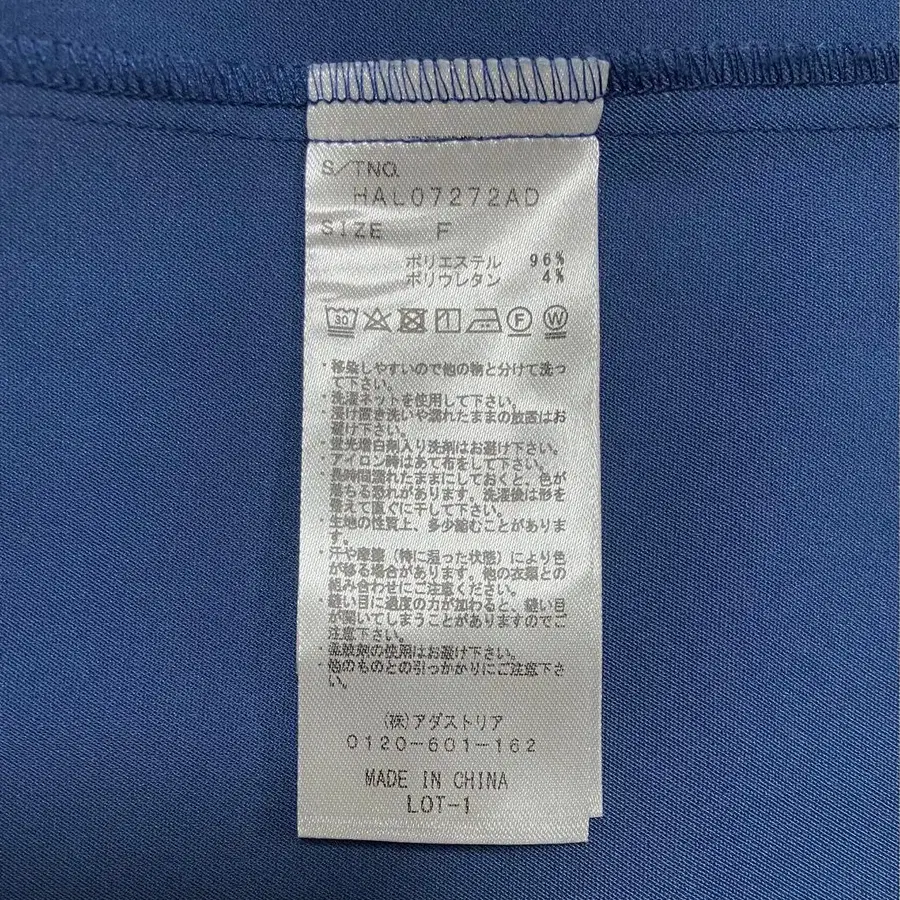 S/TNO.
HAL07272AD
SIZE F
ポリエステル 96%
ポリウレタン 4%
30 F W
・移染しやすいので他の物と分けて洗っ
て下さい。
・洗濯ネットを使用して下さい。
・浸け置き洗いや濡れたままの放置はお
避け下さい。
・蛍光増白剤入り洗剤はお避け下さい。
・アイロン時はあて布をして下さい。
・長時間濡れたままにしておくと、色が
落ちる恐れがあります。洗濯後は形を
整えて直ぐに干して下さい。
・生地の性質上、多少縮むことがありま
す。
・汗や摩擦(特に湿った状態)により色
が移る場合があります。他の衣類との
組み合わせにご注意ください。
・縫い目に過度の力が加わると、縫い目
が開いてしまうことがありますのでご
注意下さい。
の使用はお避け下さい。
・他のものとの引っかかりにご注意下さ
い。
(株)アダストリア
0120-601-162
MADE IN CHINA
LOT-1